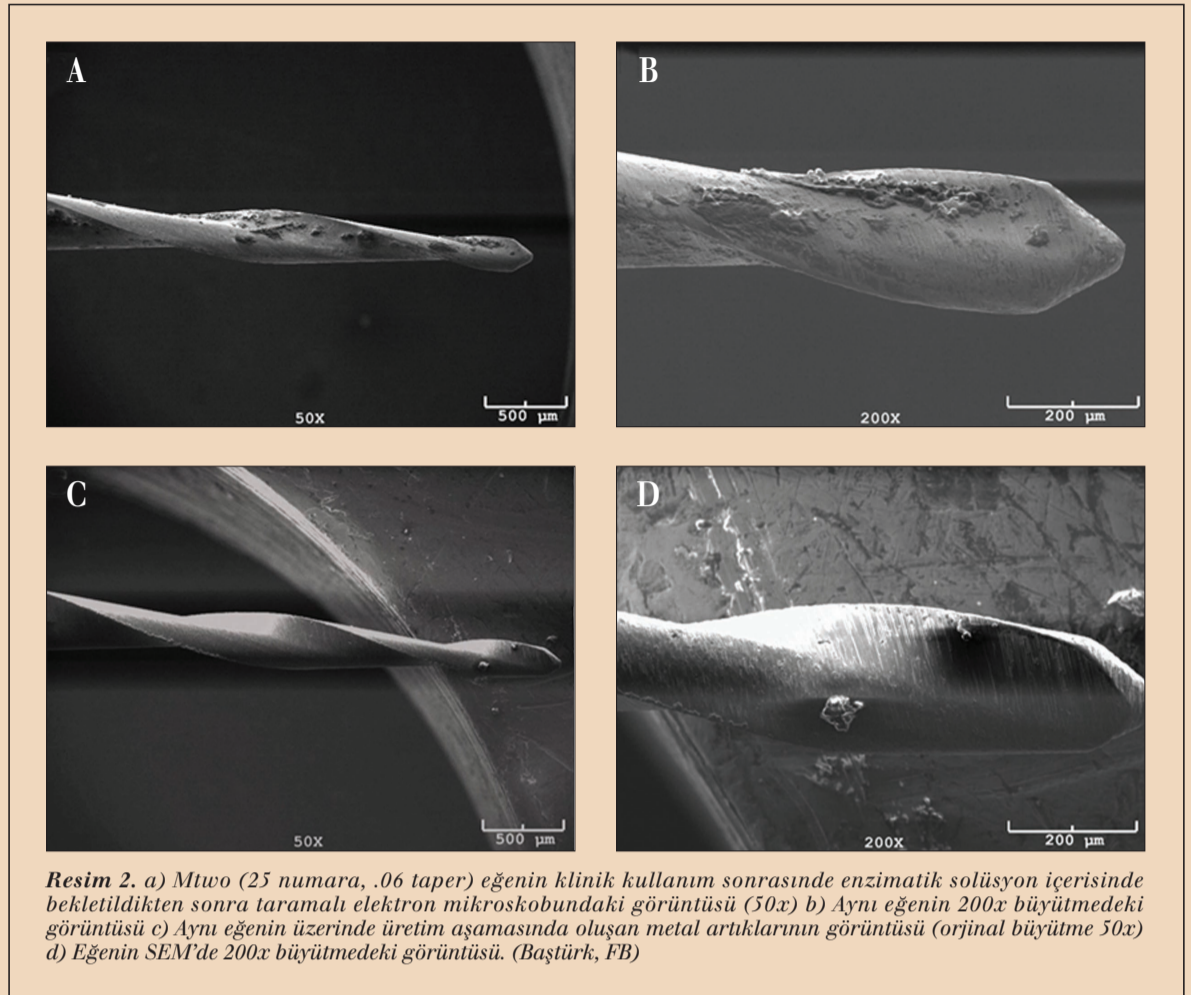 A
B
50X
500 µm
200X
200 µm
C
D
50X
500 µm
200X
200 µm
Resim 2. a) Mtwo (25 numara, .06 taper) eğenin klinik kullanım sonrasınde enzimatik solüsyon içerisinde
bekletildikten sonra taramalı elektron mikroskobundaki görüntüsü (50x) b) Aynı eğenin 200x büyütmedeki
görüntüsü c) Aynı eğenin üzerinde üretim aşamasında oluşan metal artıklarının görüntüsü (orjinal büyütme 50x)
d) Eğenin SEM’de 200x büyütmedeki görüntüsü. (Baştürk, FB)